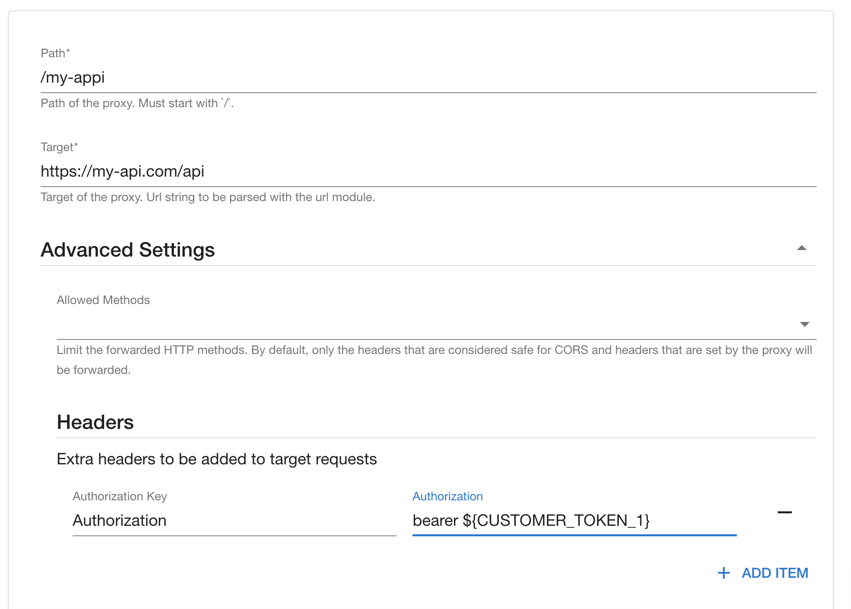 Path*
/my-appi
Path of the proxy. Must start with `/`.
Target*
https://my-api.com/api
Target of the proxy. Url string to be parsed with the url module.
Advanced Settings
Allowed Methods
Limit the forwarded HTTP methods. By default, only the headers that are considered safe for CORS and headers that are set by the proxy will
be forwarded.
Headers
Extra headers to be added to target requests
Authorization Key
Authorization
Authorization
bearer ${CUSTOMER_TOKEN_1}
+ ADD ITEM